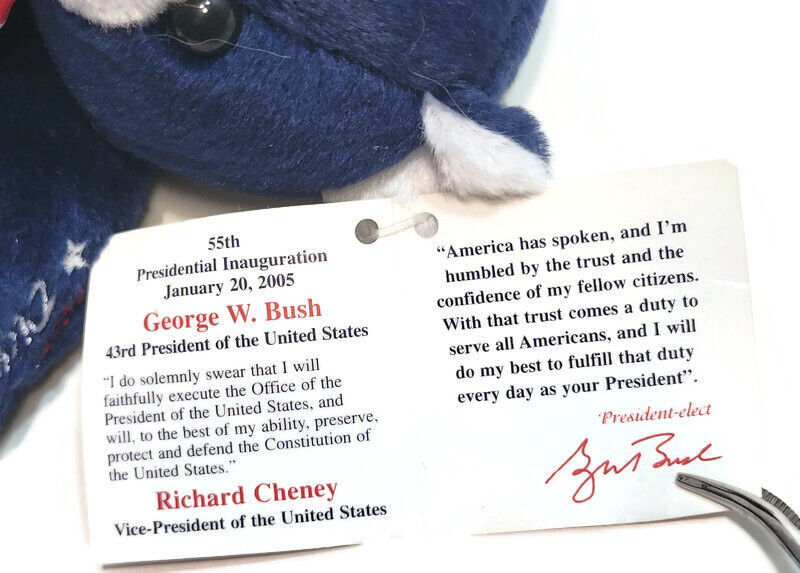 55th
Presidential Inauguration
January 20, 2005
George W. Bush
43rd President of the United States
"I do solemnly swear that I will
faithfully execute the Office of the
President of the United States, and
will, to the best of my ability, preserve,
protect and defend the Constitution of
the United States."
Richard Cheney
Vice-President of the United States
"America has spoken, and I'm
humbled by the trust and the
confidence of my fellow citizens.
With that trust comes a duty to
serve all Americans, and I will
do my best to fulfill that duty
every day as your President".
President-elect